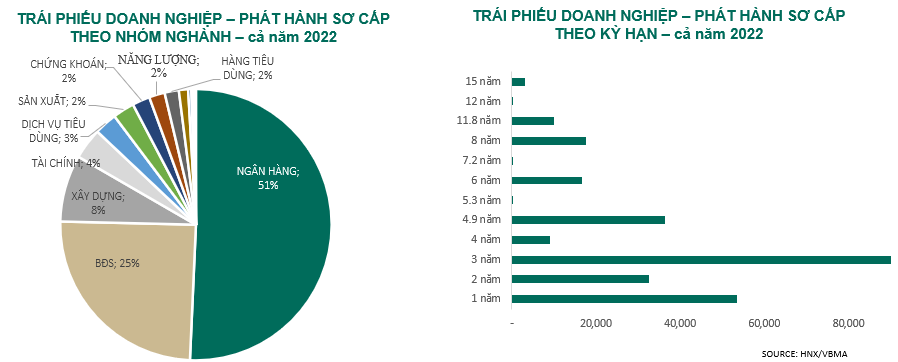 TRÁI PHIẾU DOANH NGHIỆP – PHÁT HÀNH SƠ CẤP
THEO NHÓM NGHÀNH – cả năm 2022
CHỨNG KHOÁN;
2%
NĂNG LƯỢNG;
2%
HÀNG TIÊU
DÙNG; 2%
SẢN XUẤT; 2%
DỊCH VỤ TIÊU
DÙNG; 3%
TÀI CHÍNH; 4%
XÂY DỰNG;
8%
BĐS; 25%
NGÂN HÀNG;
51%
TRÁI PHIẾU DOANH NGHIỆP – PHÁT HÀNH SƠ CẤP
THEO KỲ HẠN – cả năm 2022
15 năm
12 năm
11.8 năm
8 năm
7.2 năm
6 năm
5.3 năm
4.9 năm
4 năm
3 năm
2 năm
1 năm
- 20,000 40,000 60,000 80,000
SOURCE: HNX/VBMA